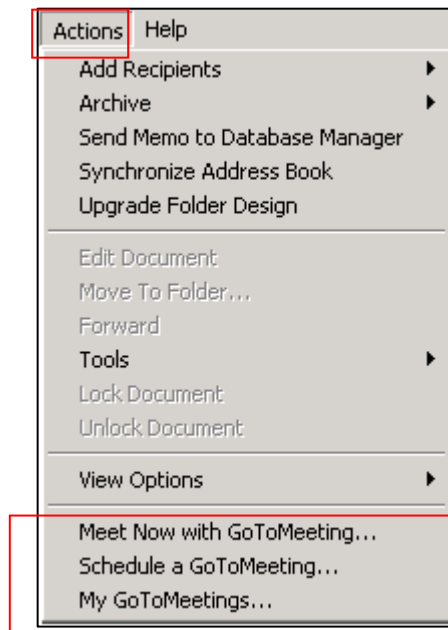 Actions Help
Add Recipients
Archive
Send Memo to Database Manager
Synchronize Address Book
Upgrade Folder Design
Edit Document
Move To Folder...
Forward
Tools
Lock Document
Unlock Document
View Options
Meet Now with GoToMeeting...
Schedule a GoToMeeting...
My GoToMeetings...